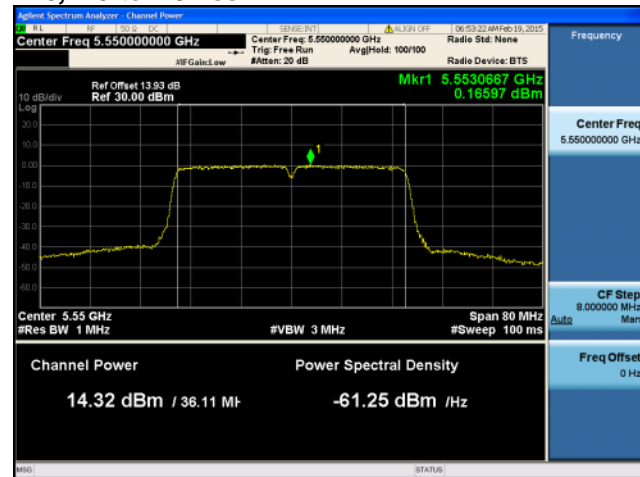 Agilent Spectrum Analyzer - Channel Power
RL RF 50 Ω DC SENSE:INT ALIGN OFF 06:53:22 AM Feb 19, 2015
Center Freq 5.550000000 GHz
Center Freq: 5.550000000 GHz
Radio Std: None
Trig: Free Run Avg|Hold: 100/100
#IFGain:Low
#Atten: 20 dB
Radio Device: BTS
Frequency
Ref Offset 13.93 dB
10 dB/div Ref 30.00 dBm
Mkr1 5.5530667 GHz
0.16597 dBm
Log
20.0
10.0
0.00
-10.0
-20.0
-30.0
-40.0
-50.0
-60.0
1
Center Freq
5.550000000 GHz
Center 5.55 GHz
Span 80 MHz
#Res BW 1 MHz
#VBW 3 MHz
#Sweep 100 ms
CF Step
8.000000 MHz
Auto Man
Channel Power
Power Spectral Density
14.32 dBm / 36.11 MH
-61.25 dBm /Hz
Freq Offset
0 Hz
MSG
STATUS